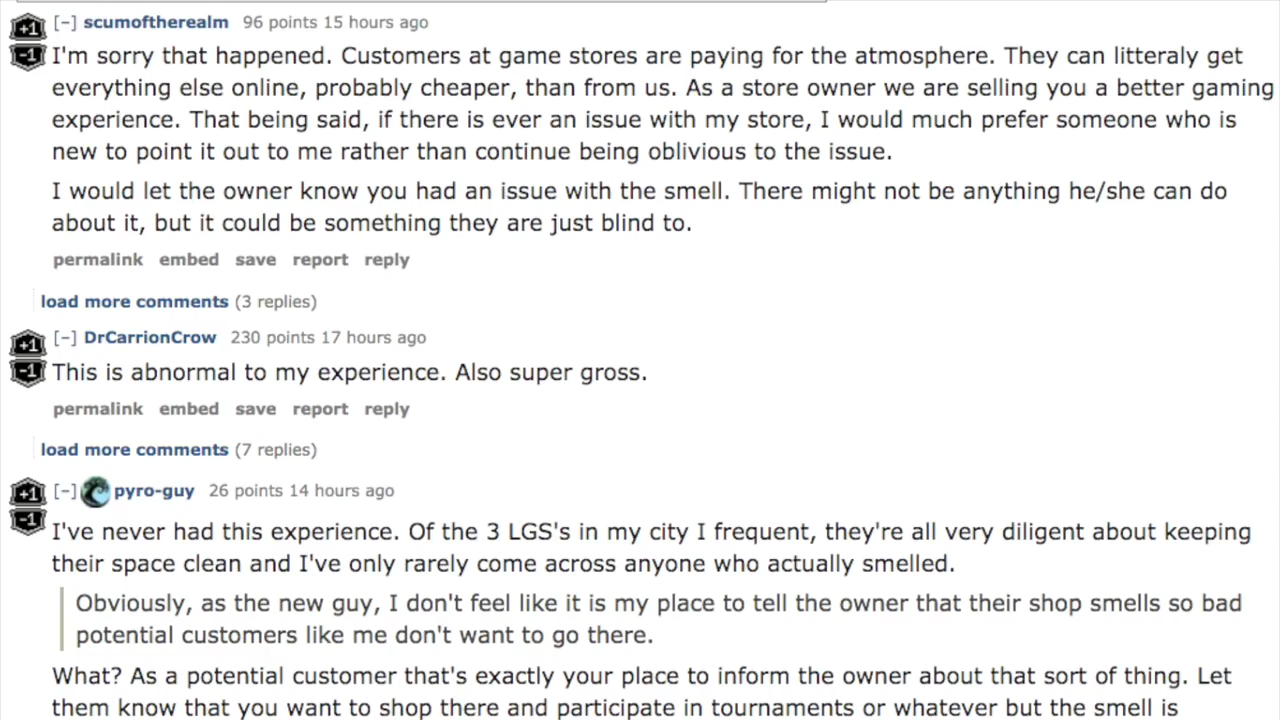 +1 [−] scumoftherealm 96 points 15 hours ago
-1 I'm sorry that happened. Customers at game stores are paying for the atmosphere. They can litteraly get
everything else online, probably cheaper, than from us. As a store owner we are selling you a better gaming
experience. That being said, if there is ever an issue with my store, I would much prefer someone who is
new to point it out to me rather than continue being oblivious to the issue.
I would let the owner know you had an issue with the smell. There might not be anything he/she can do
about it, but it could be something they are just blind to.
permalink embed save report reply
load more comments (3 replies)
+1 [−] DrCarrionCrow 230 points 17 hours ago
-1 This is abnormal to my experience. Also super gross.
permalink embed save report reply
load more comments (7 replies)
+1 [−] pyro-guy 26 points 14 hours ago
-1 I've never had this experience. Of the 3 LGS's in my city I frequent, they're all very diligent about keeping
their space clean and I've only rarely come across anyone who actually smelled.
Obviously, as the new guy, I don't feel like it is my place to tell the owner that their shop smells so bad
potential customers like me don't want to go there.
What? As a potential customer that's exactly your place to inform the owner about that sort of thing. Let
them know that you want to shop there and participate in tournaments or whatever but the smell is